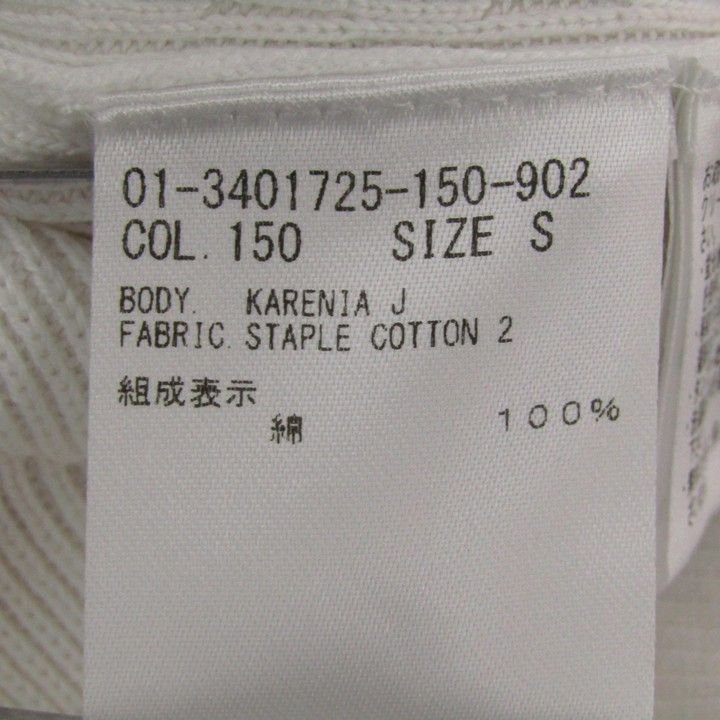 01-3401725-150-902
COL. 150 SIZE S
BODY. KARENIA J
FABRIC. STAPLE COTTON 2
組成表示
綿 100%